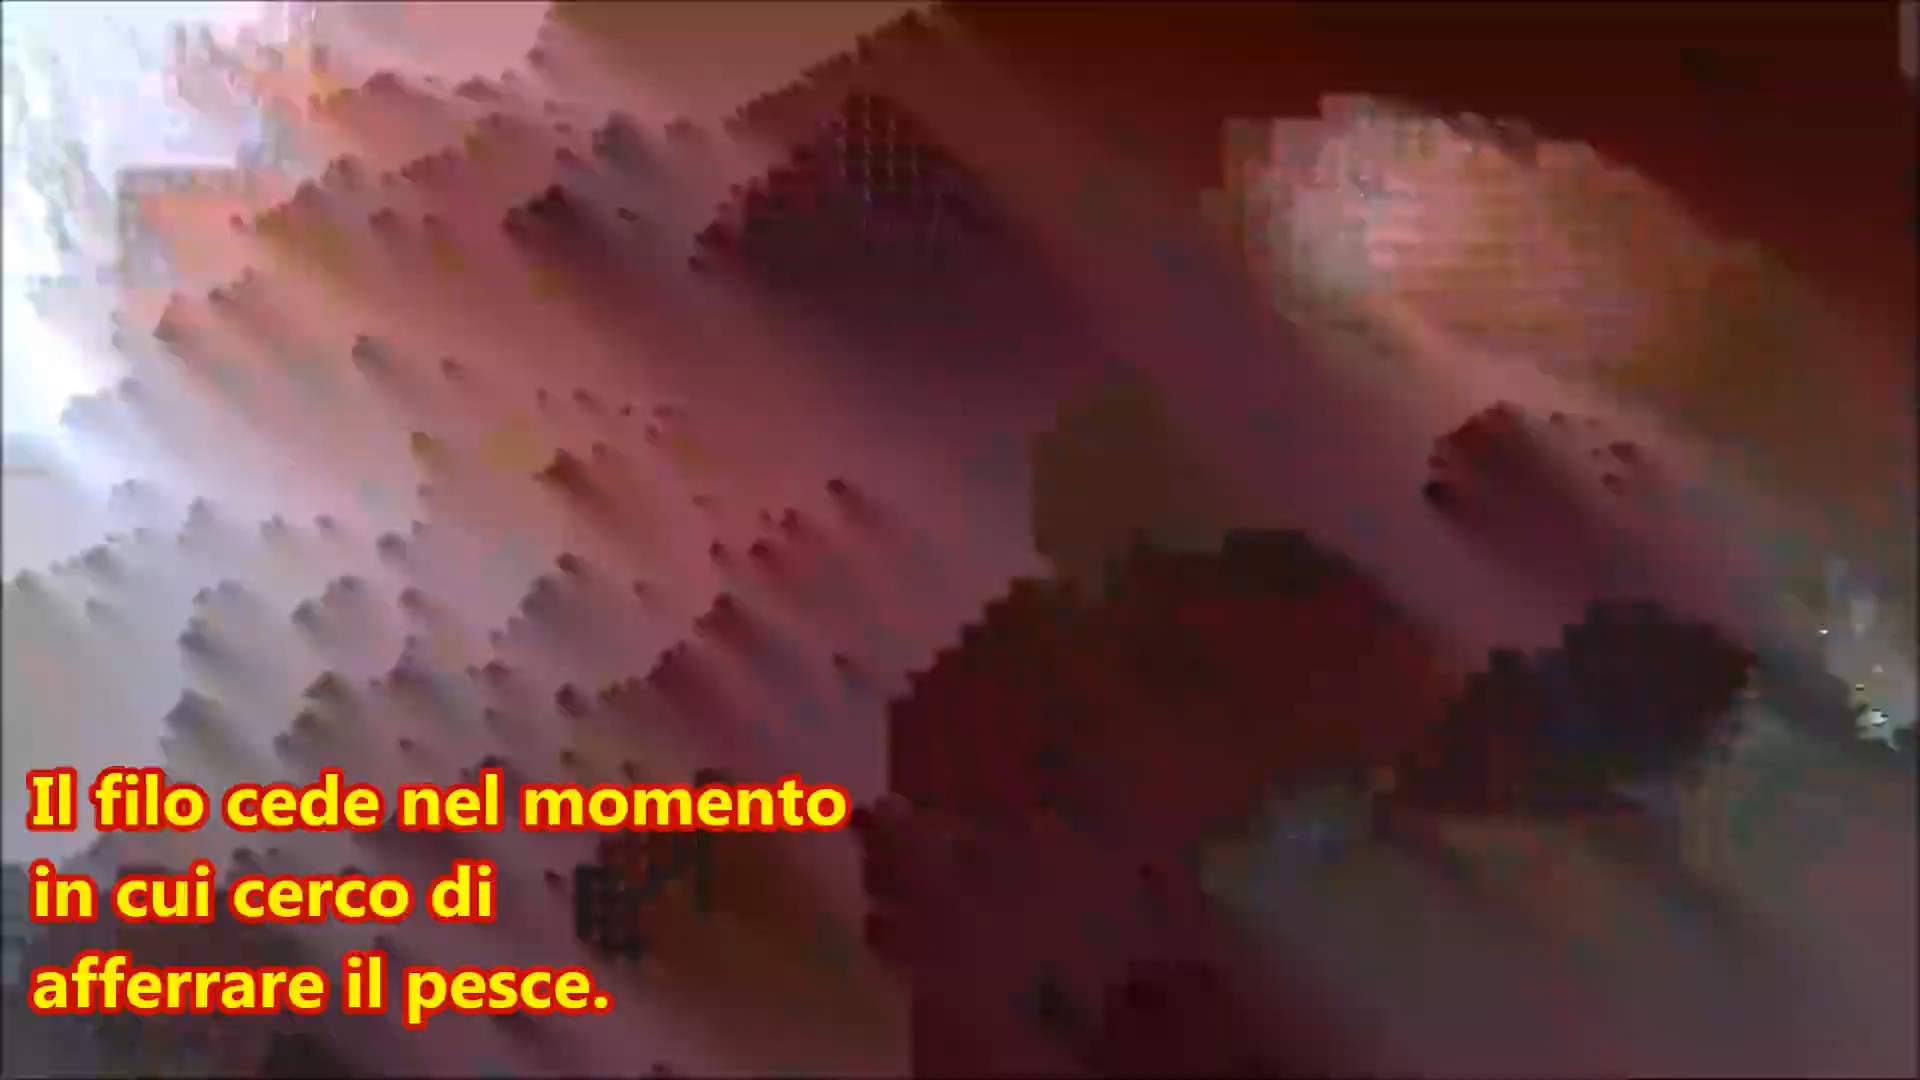 Il filo cede nel momento
in cui cerco di
afferrare il pesce.